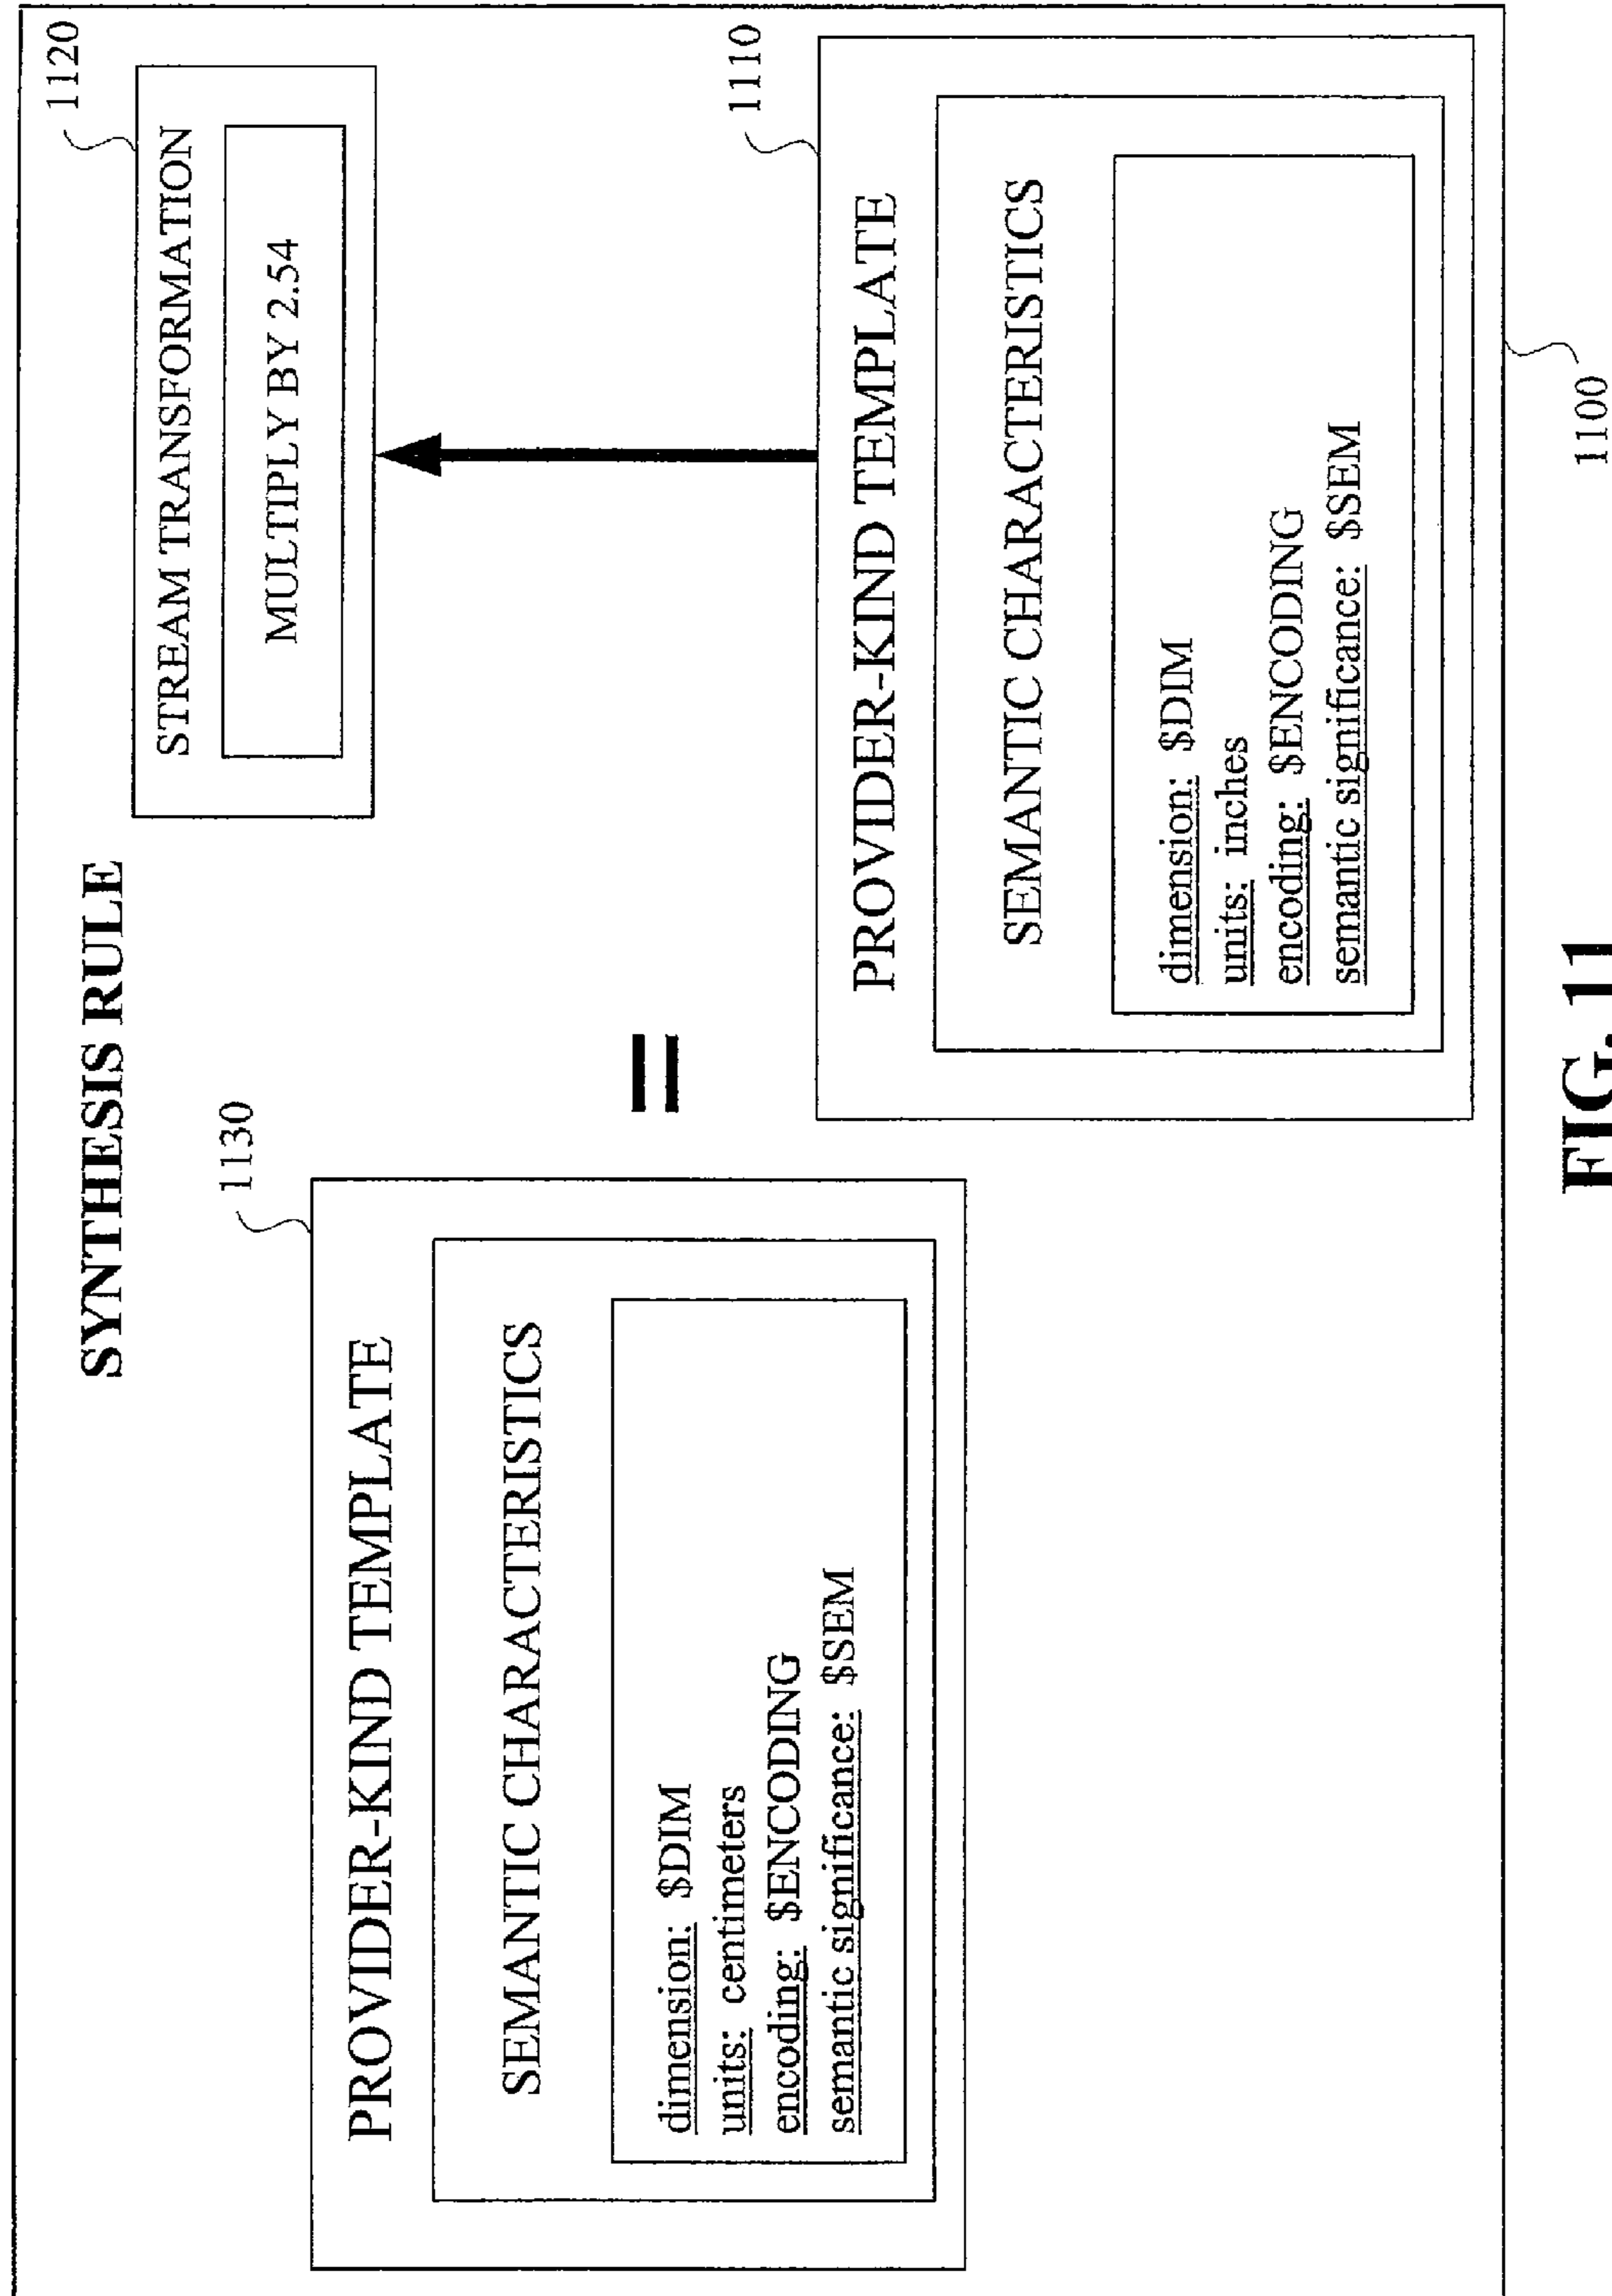 SYNTHESIS RULE
1130
PROVIDER-KIND TEMPLATE
SEMANTIC CHARACTERISTICS
dimension: $DIM
units: centimeters
encoding: $ENCODING
semantic significance: $SEM
=
1120
STREAM TRANSFORMATION
MULTIPLY BY 2.54
1110
PROVIDER-KIND TEMPLATE
SEMANTIC CHARACTERISTICS
dimension: $DIM
units: inches
encoding: $ENCODING
semantic significance: $SEM
1100
FIG. 11